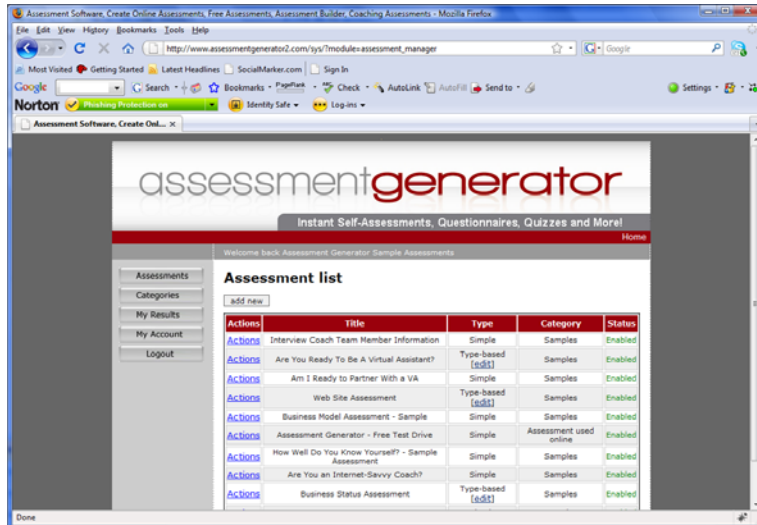 Assessment Software, Create Online Assessments, Free Assessments, Assessment Builder, Coaching Assessments - Mozilla Firefox
File Edit View History Bookmarks Tools Help
http://www.assessmentgenerator2.com/sys/?module=assessment_manager Google
Most Visited Getting Started Latest Headlines SocialMarker.com Sign In
Google Search Bookmarks PageRank Check AutoLink AutoFill Send to Settings
Norton Phishing Protection on Identity Safe Log-ins
Assessment Software, Create Onl...
assessmentgenerator
Instant Self-Assessments, Questionnaires, Quizzes and More!
Home
Welcome back Assessment Generator Sample Assessments
Assessments
Categories
My Results
My Account
Logout
Assessment list
add new
Actions Title Type Category Status
Actions Interview Coach Team Member Information Simple Samples Enabled
Actions Are You Ready To Be A Virtual Assistant? Type-based [edit] Samples Enabled
Actions Am I Ready to Partner With a VA Simple Samples Enabled
Actions Web Site Assessment Type-based [edit] Samples Enabled
Actions Business Model Assessment - Sample Simple Samples Enabled
Actions Assessment Generator - Free Test Drive Simple Assessment used online Enabled
Actions How Well Do You Know Yourself? - Sample Assessment Simple Samples Enabled
Actions Are You an Internet-Savvy Coach? Simple Samples Enabled
Actions Business Status Assessment Type-based [edit] Samples Enabled
Done